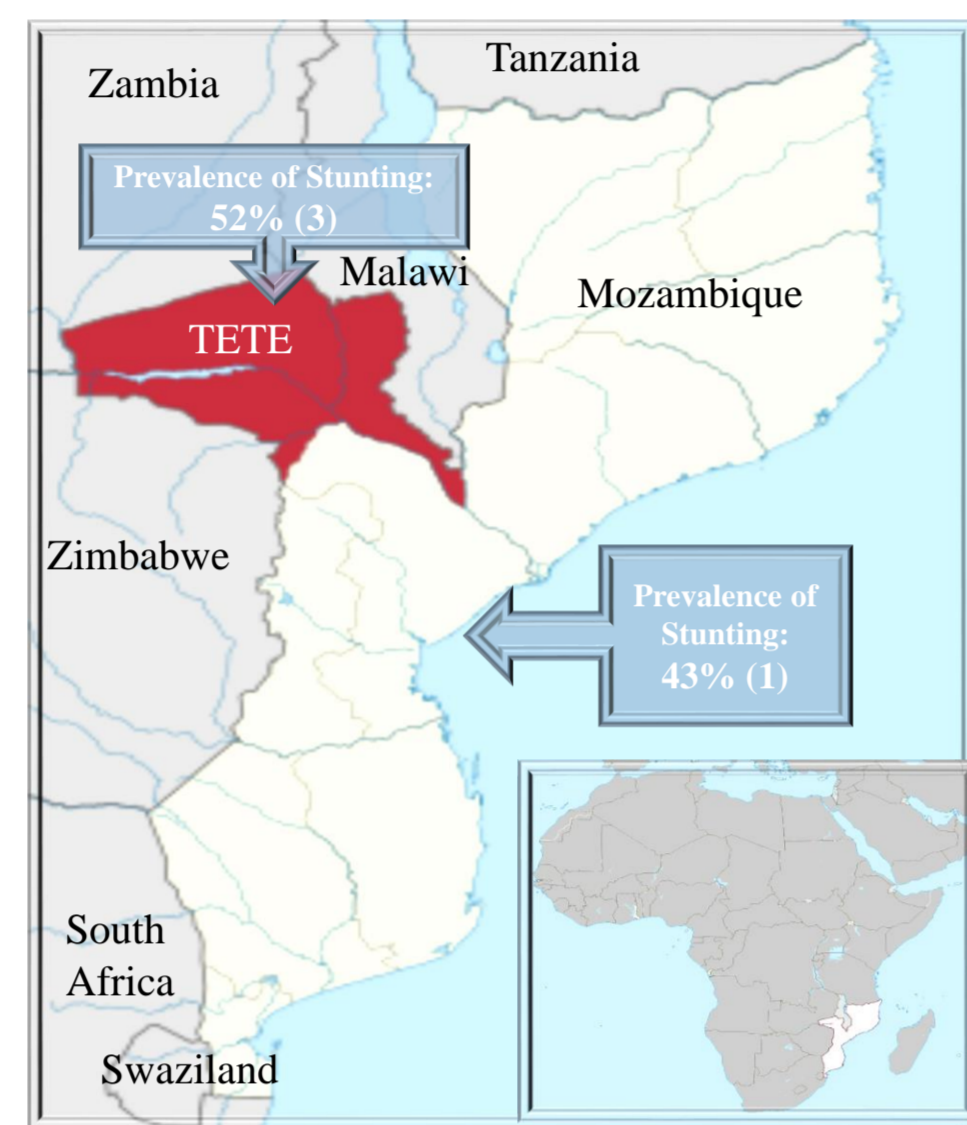 Tanzania
Zambia
Prevalence of Stunting:
52% (3)
Malawi
Mozambique
TETE
Zimbabwe
Prevalence of
Stunting:
43% (1)
South
Africa
Swaziland